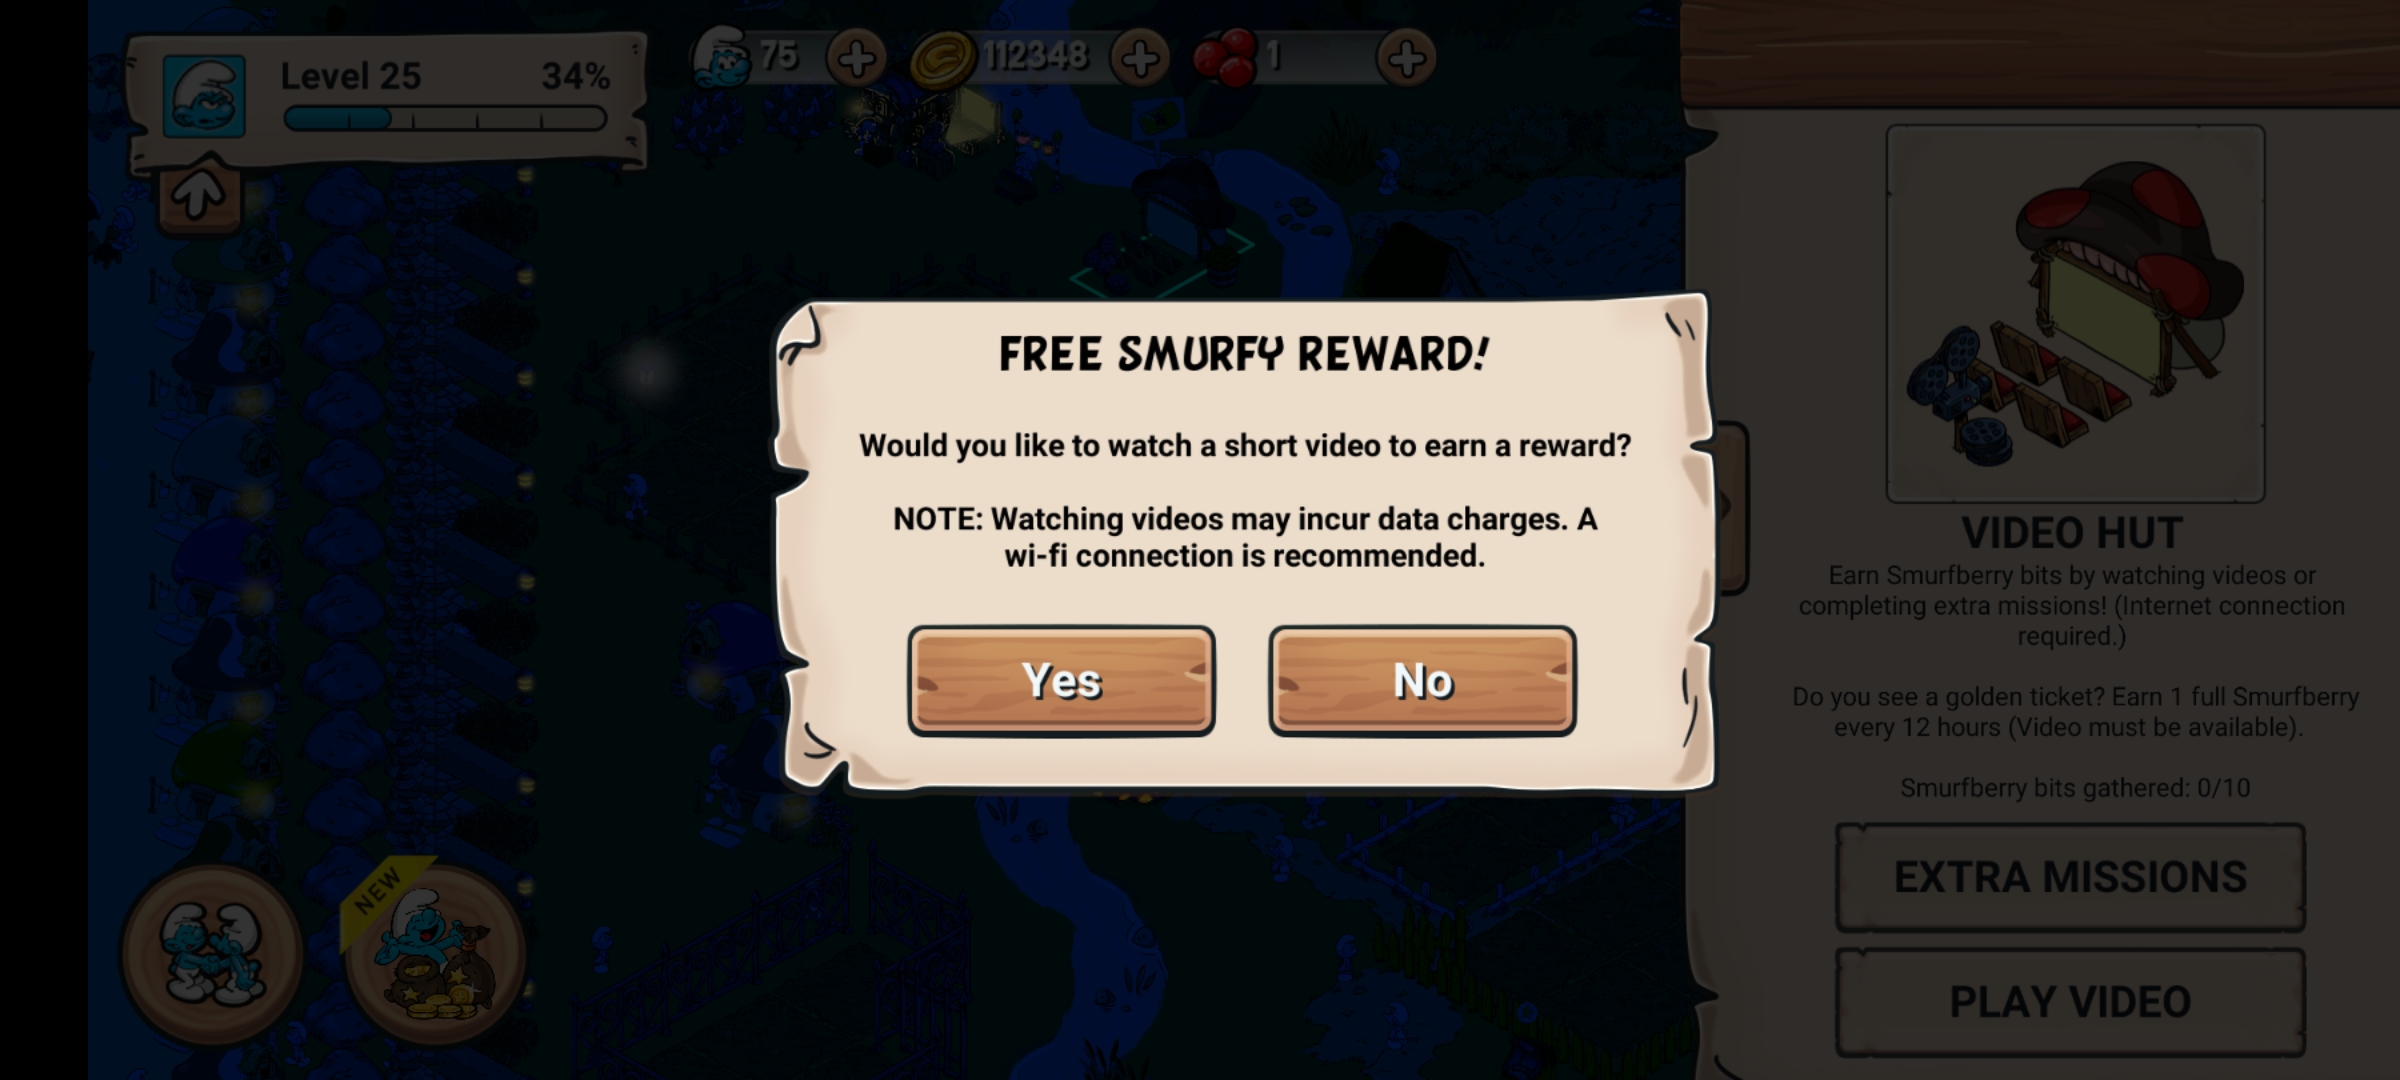 Level 25 34%
75
112348
1
FREE SMURFY REWARD!
Would you like to watch a short video to earn a reward?
NOTE: Watching videos may incur data charges. A
wi-fi connection is recommended.
Yes
No
VIDEO HUT
Earn Smurfberry bits by watching videos or
completing extra missions! (Internet connection
required.)
Do you see a golden ticket? Earn 1 full Smurfberry
every 12 hours (Video must be available).
Smurfberry bits gathered: 0/10
EXTRA MISSIONS
PLAY VIDEO
NEW